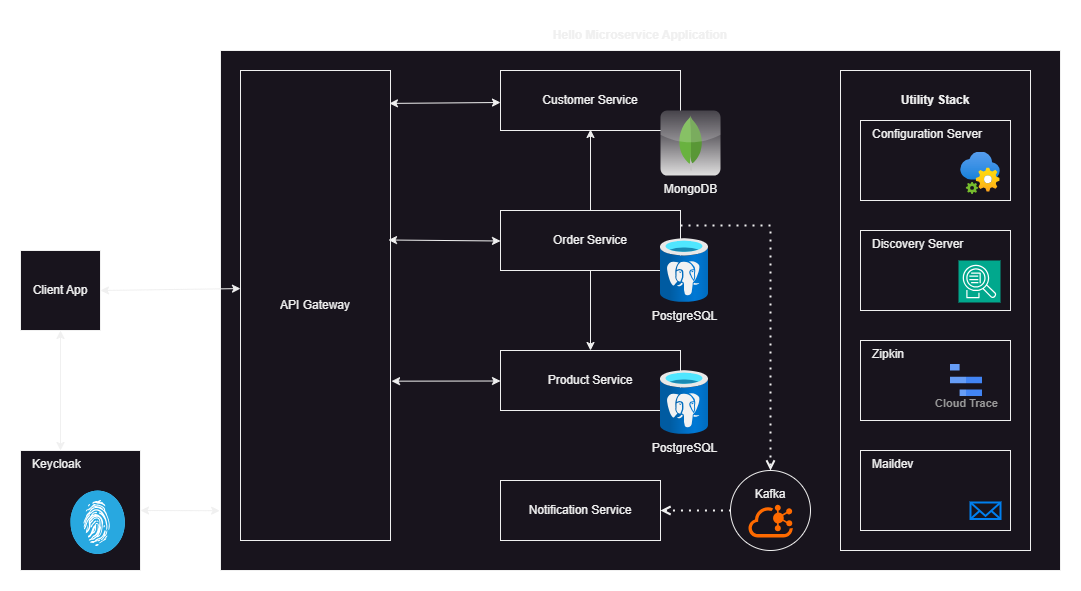 Hello Microservice Application
Customer Service
MongoDB
Order Service
PostgreSQL
Product Service
PostgreSQL
Notification Service
Kafka
API Gateway
Client App
Keycloak
Utility Stack
Configuration Server
Discovery Server
Zipkin
Cloud Trace
Maildev